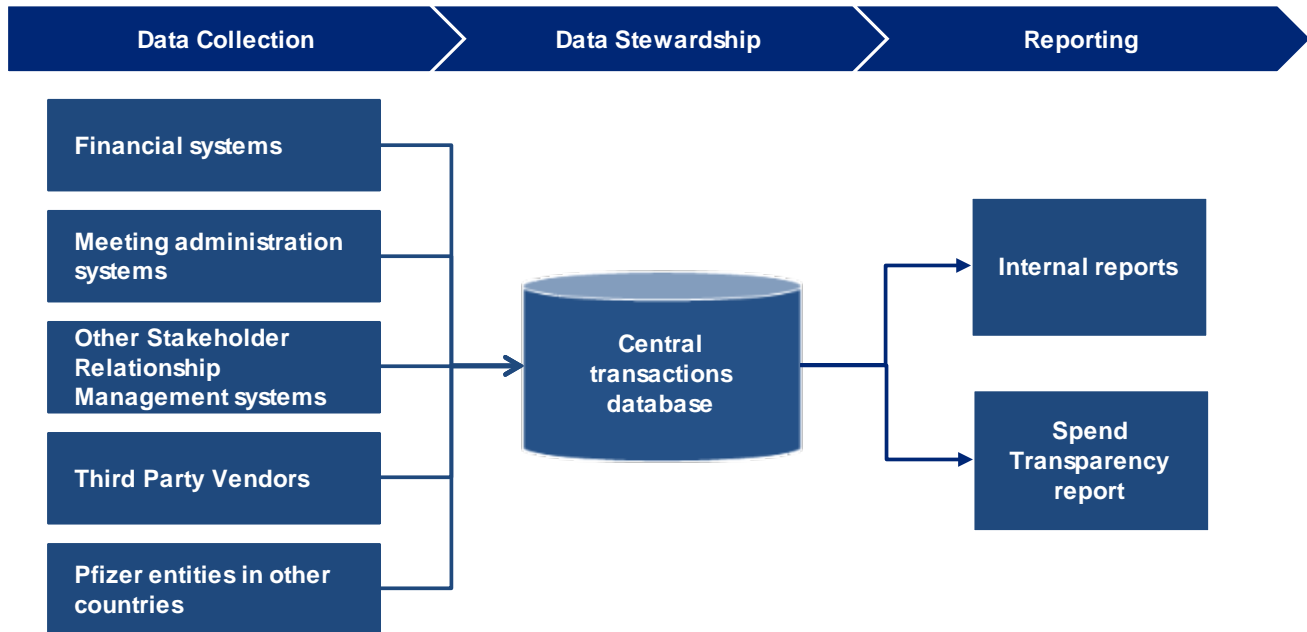 Data Collection
Data Stewardship
Reporting
Financial systems
Meeting administration
systems
Other Stakeholder
Relationship
Management systems
Third Party Vendors
Pfizer entities in other
countries
Central
transactions
database
Internal reports
Spend
Transparency
report